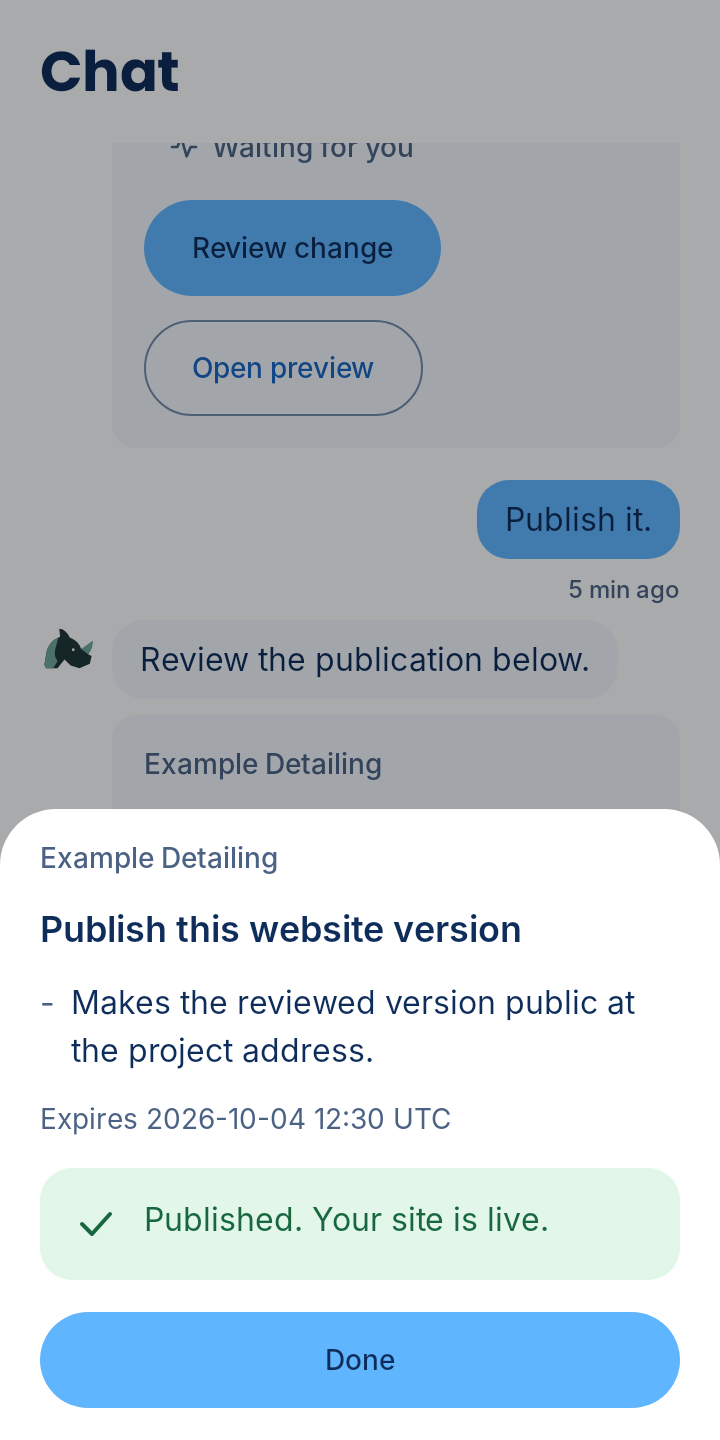 Chat
Waiting for you
Review change
Open preview
Publish it.
5 min ago
Review the publication below.
Example Detailing
Example Detailing
Publish this website version
- Makes the reviewed version public at
the project address.
Expires 2026-10-04 12:30 UTC
Published. Your site is live.
Done